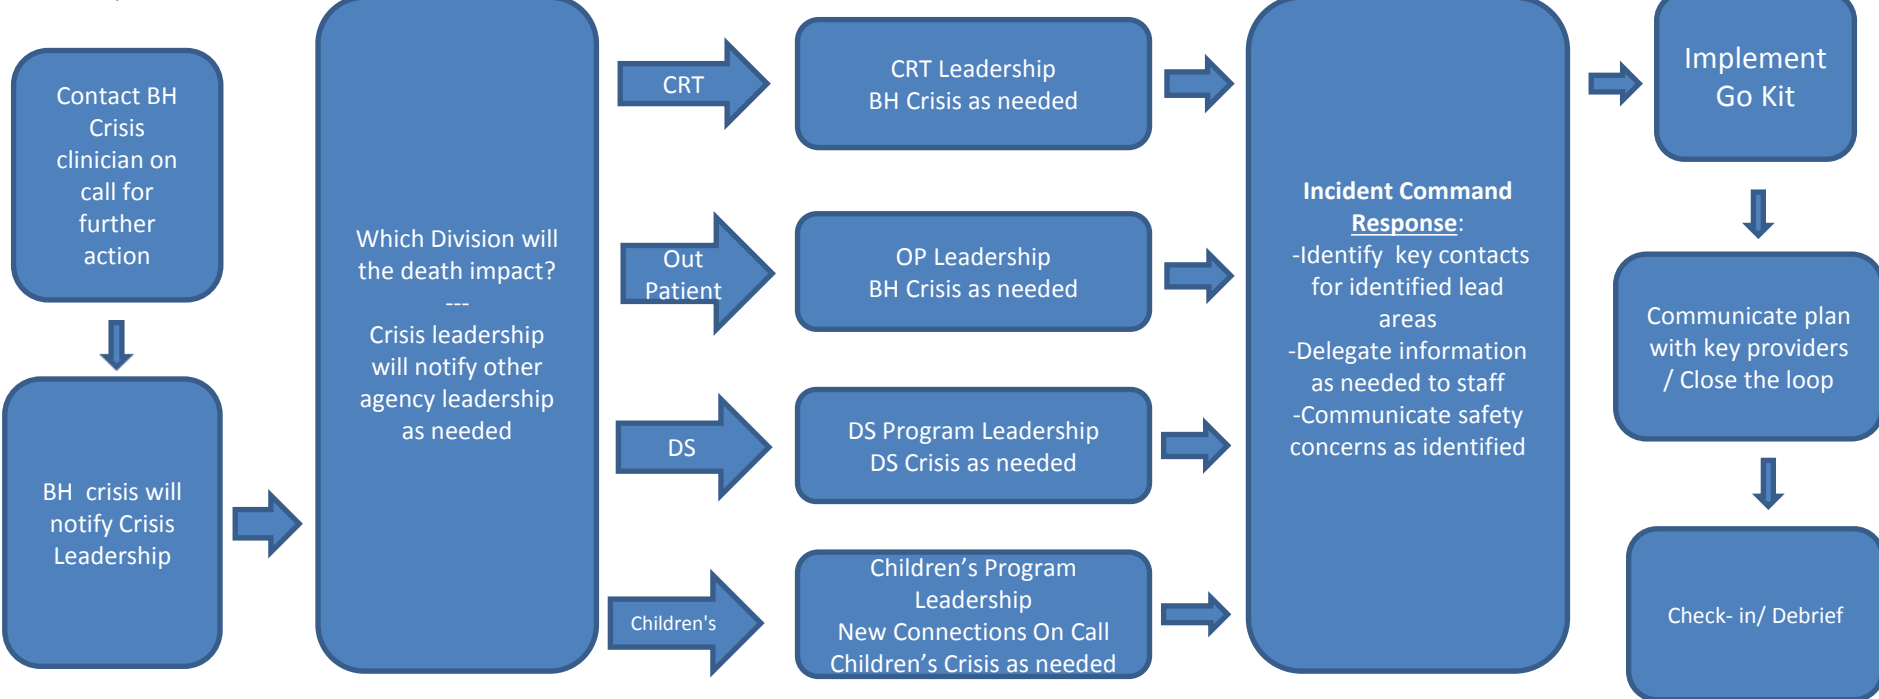 Contact BH
Crisis
clinician on
call for
further
action
BH  crisis will
notify Crisis
Leadership
Which Division will
the death impact?
---
Crisis leadership
will notify other
agency leadership
as needed
CRT
Out
Patient
DS
Children's
CRT Leadership
BH Crisis as needed
OP Leadership
BH Crisis as needed
DS Program Leadership
DS Crisis as needed
Children’s Program
Leadership
New Connections On Call
Children’s Crisis as needed
Incident Command
Response:
-Identify  key contacts
for identified lead
areas
-Delegate information
as needed to staff
-Communicate safety
concerns as identified
Implement
Go Kit
Communicate plan
with key providers
/ Close the loop
Check- in/ Debrief